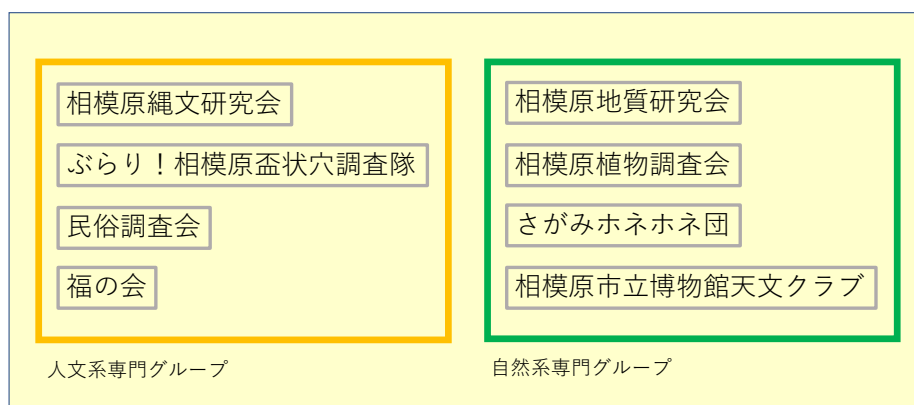 相模原縄文研究会
ぶらり！相模原盃状穴調査隊
民俗調査会
福の会
人文系専門グループ
相模原地質研究会
相模原植物調査会
さがみホネホネ団
相模原市立博物館天文クラブ
自然系専門グループ